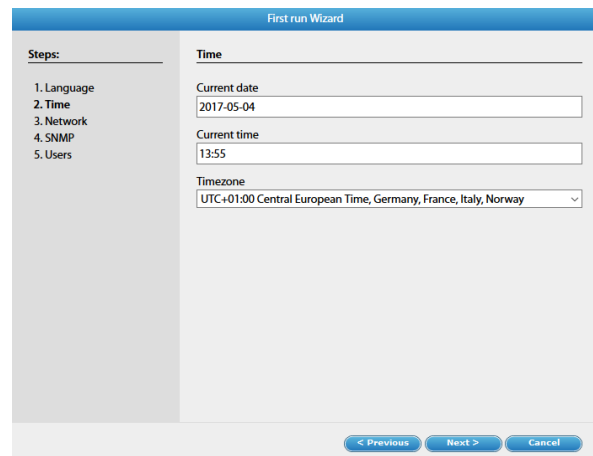 First run Wizard
Steps:
1. Language
2. Time
3. Network
4. SNMP
5. Users
Time
Current date
2017-05-04
Current time
13:55
Timezone
UTC+01:00 Central European Time, Germany, France, Italy, Norway
< Previous
Next >
Cancel